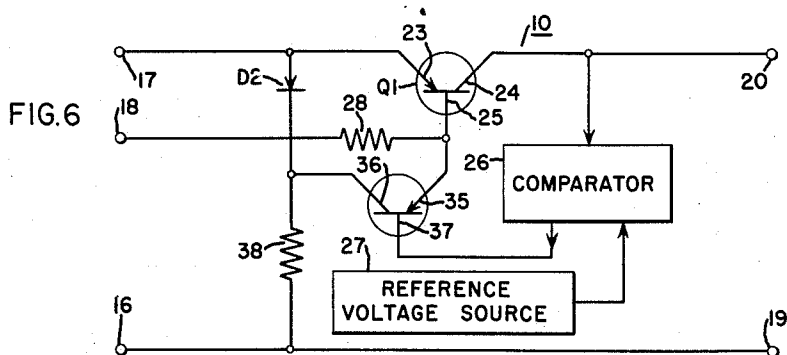 FIG.6
10
23
17
D2
Q1
24
20
18
28
25
26
COMPARATOR
36
35
37
38
27
REFERENCE
VOLTAGE SOURCE
16
19